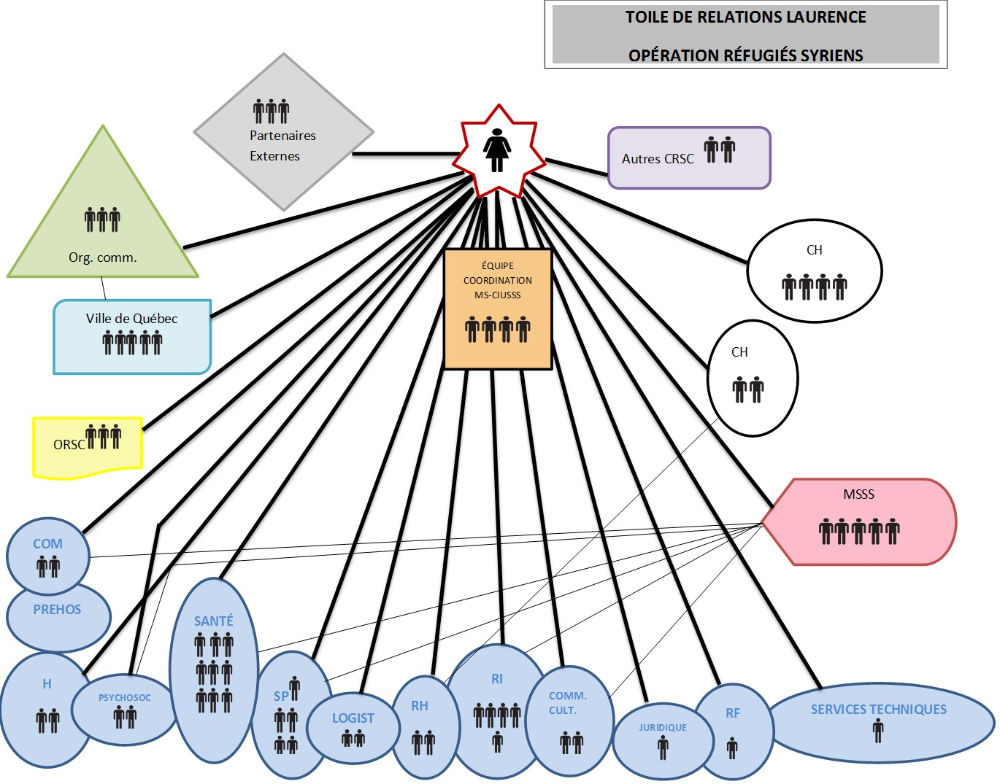 TOILE DE RELATIONS LAURENCE
OPÉRATION RÉFUGIÉS SYRIENS
Partenaires
Externes
Autres CRSC
Org. comm.
CH
ÉQUIPE
COORDINATION
MS-CIUSSS
Ville de Québec
CH
ORSC
MSSS
COM
PREHOS
SANTÉ
H
PSYCHOSOC
SP
LOGIST
RH
RI
COMM.
CULT.
JURIDIQUE
RF
SERVICES TECHNIQUES